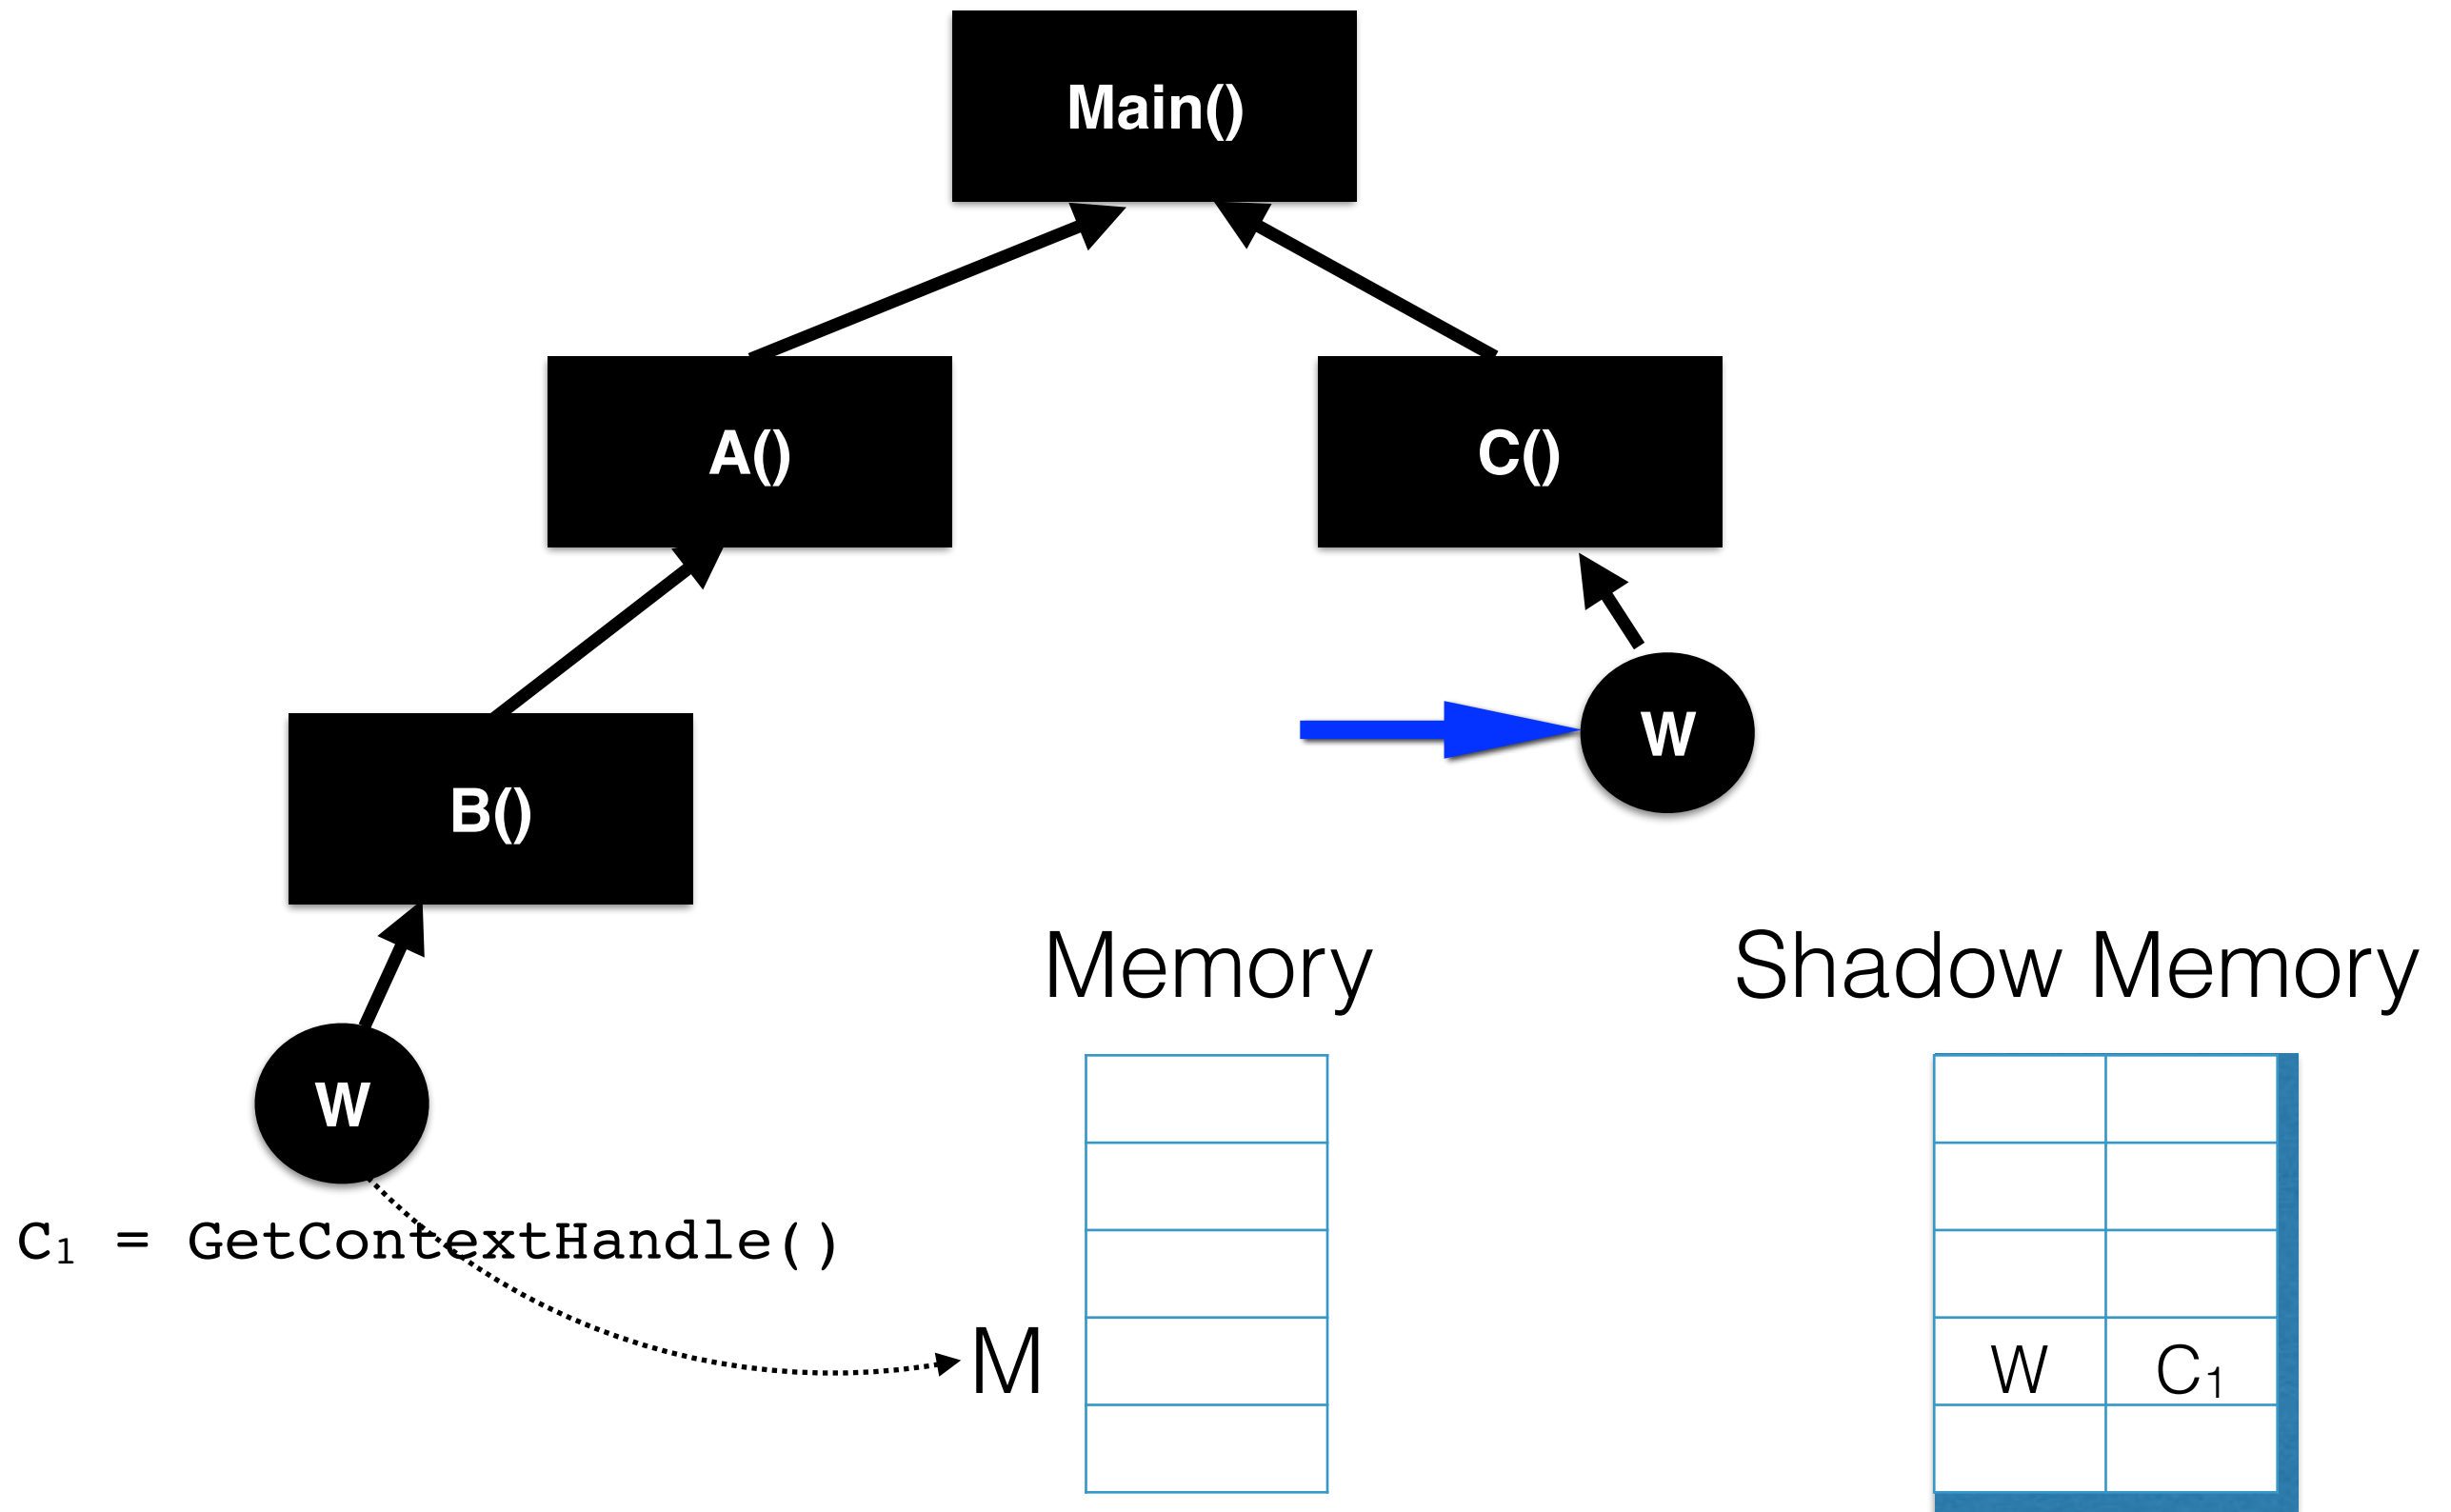 Main()
A()
C()
B()
W
W
C₁ = GetContextHandle()
Memory
Shadow Memory
M
W
C₁